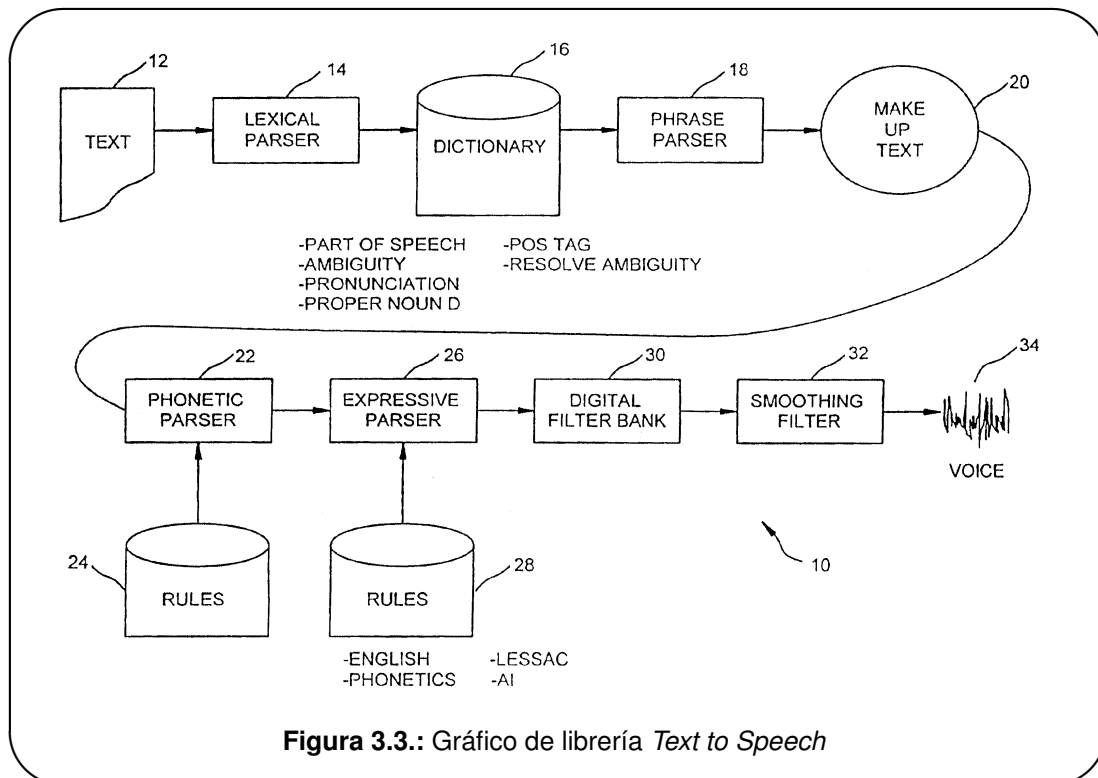 12
TEXT
14
LEXICAL
PARSER
16
DICTIONARY
18
PHRASE
PARSER
20
MAKE
UP
TEXT
-PART OF SPEECH
-AMBIGUITY
-PRONUNCIATION
-PROPER NOUN D
-POS TAG
-RESOLVE AMBIGUITY
22
PHONETIC
PARSER
26
EXPRESSIVE
PARSER
30
DIGITAL
FILTER BANK
32
SMOOTHING
FILTER
34
VOICE
24
RULES
28
RULES
10
-ENGLISH
-PHONETICS
-LESSAC
-AI
Figura 3.3.: Gráfico de librería Text to Speech